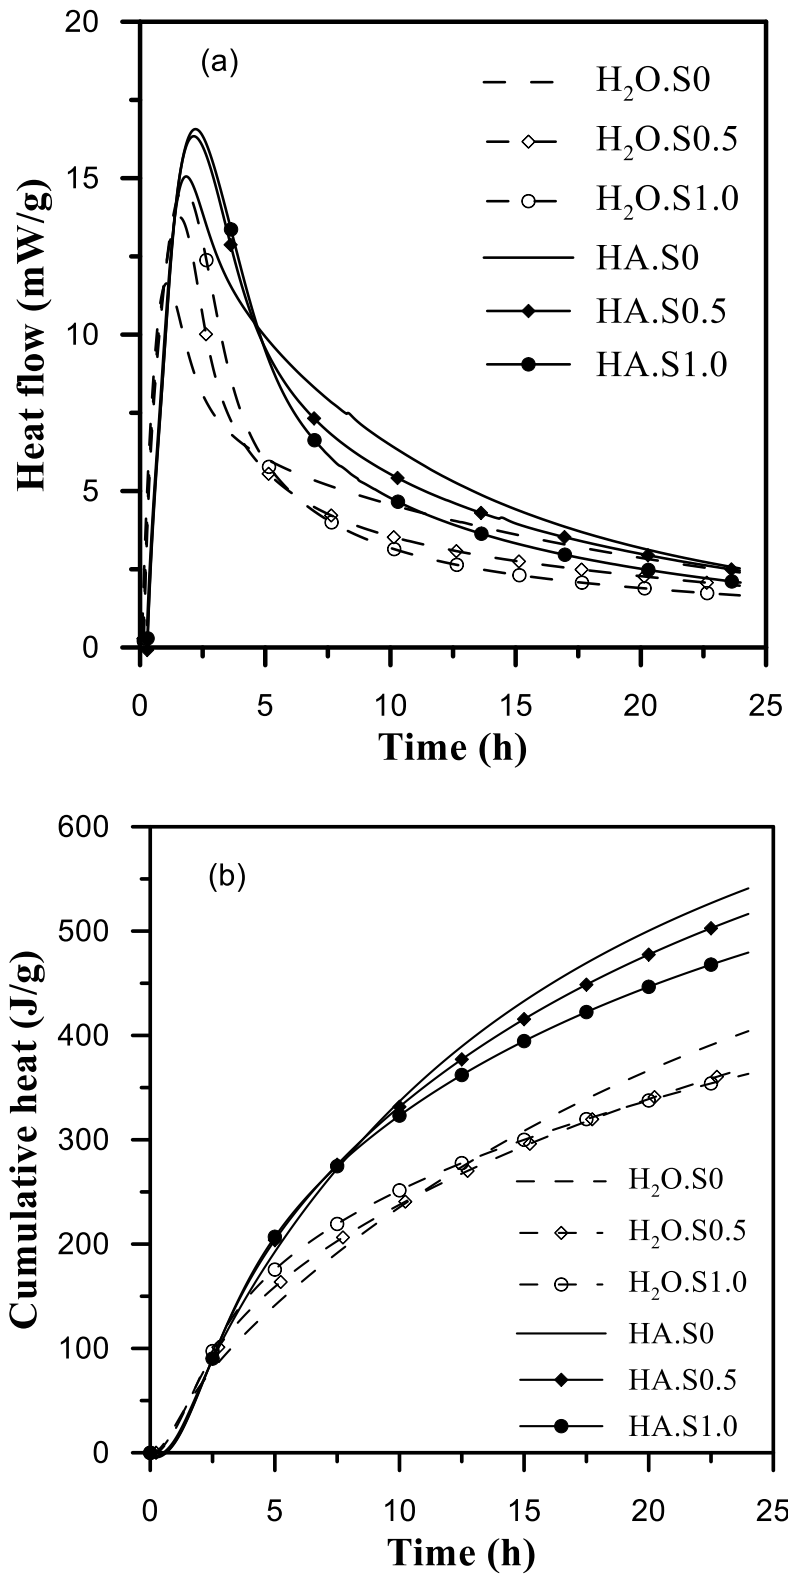 20
(a)
H₂O.S0
H₂O.S0.5
15
H₂O.S1.0
HA.S0
HA.S0.5
10
HA.S1.0
Heat flow (mW/g)
5
0
0 5 10 15 20 25
Time (h)
600
(b)
500
400
300
H₂O.S0
H₂O.S0.5
200
H₂O.S1.0
HA.S0
100
HA.S0.5
HA.S1.0
0
Cumulative heat (J/g)
0 5 10 15 20 25
Time (h)